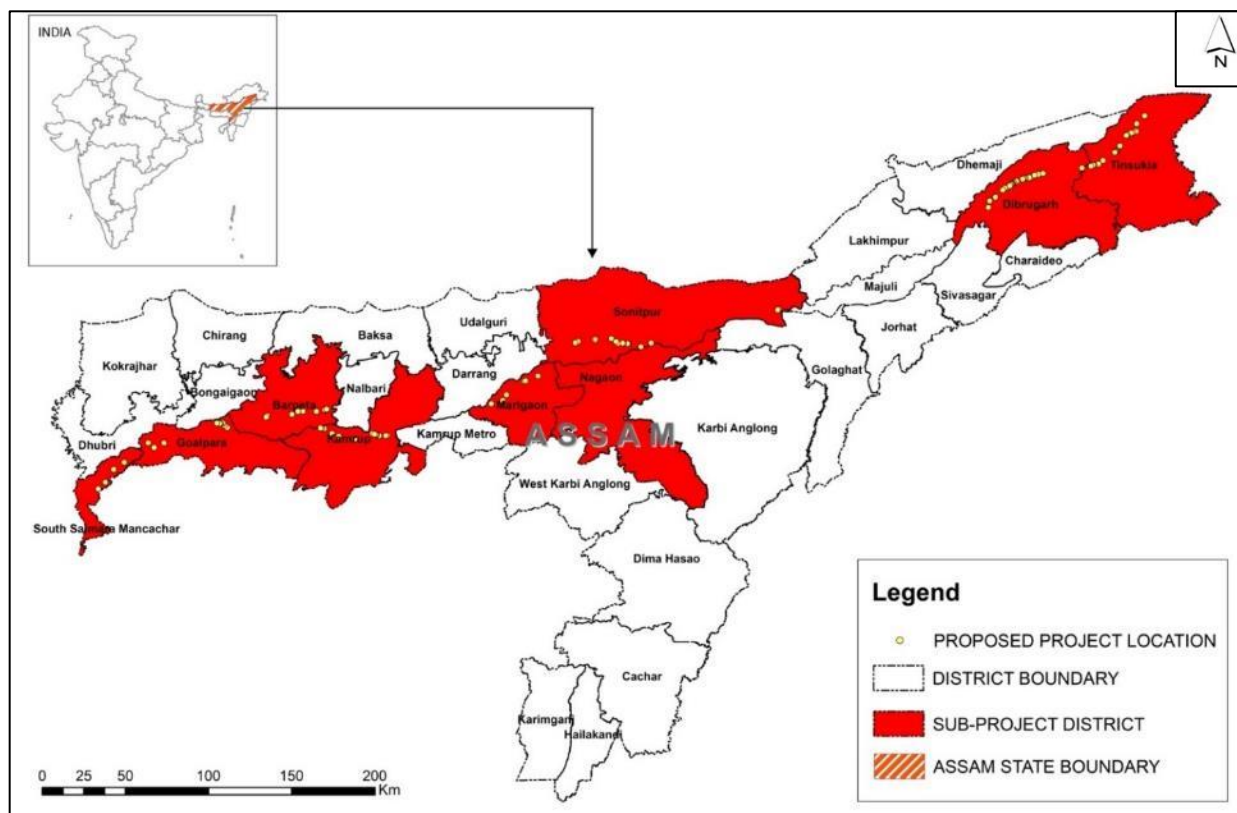 INDIA
N
Dhemaji
Tinsukia
Dibrugarh
Lakhimpur
Charaideo
Majuli
Sivasagar
Sonitpur
Jorhat
Udalguri
Chirang
Baksa
Kokrajhar
Golaghat
Darrang
Nagaon
Nalbari
Bongaigaon
Barpeta
Marigaon
Karbi Anglong
Kamrup
Kamrup Metro
ASSAM
Dhubri
Goalpara
West Karbi Anglong
South Salmara Mancachar
Dima Hasao
Cachar
Karimganj
Hailakandi
Legend
PROPOSED PROJECT LOCATION
DISTRICT BOUNDARY
SUB-PROJECT DISTRICT
ASSAM STATE BOUNDARY
0 25 50 100 150 200
Km